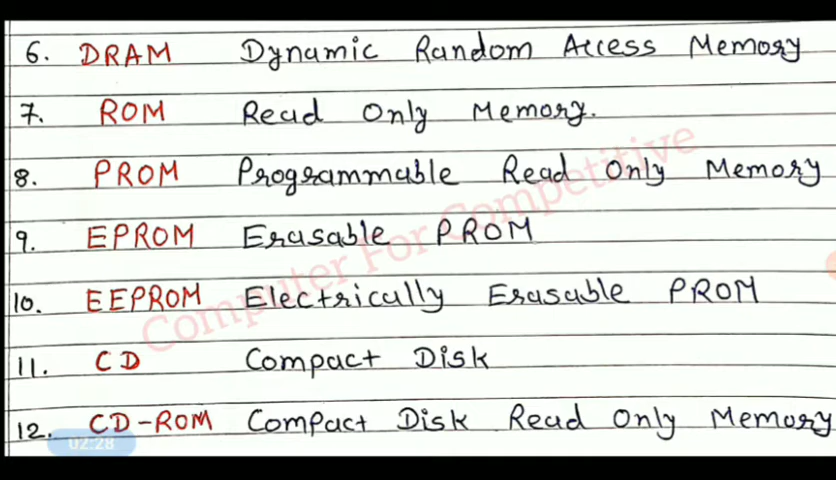 6. DRAM Dynamic Random Access Memory
7. ROM Read Only Memory.
8. PROM Programmable Read Only Memory
9. EPROM Erasable PROM
10. EEPROM Electrically Erasable PROM
11. CD Compact Disk
12. CD-ROM Compact Disk Read Only Memory
Computer For Competitive
02:28